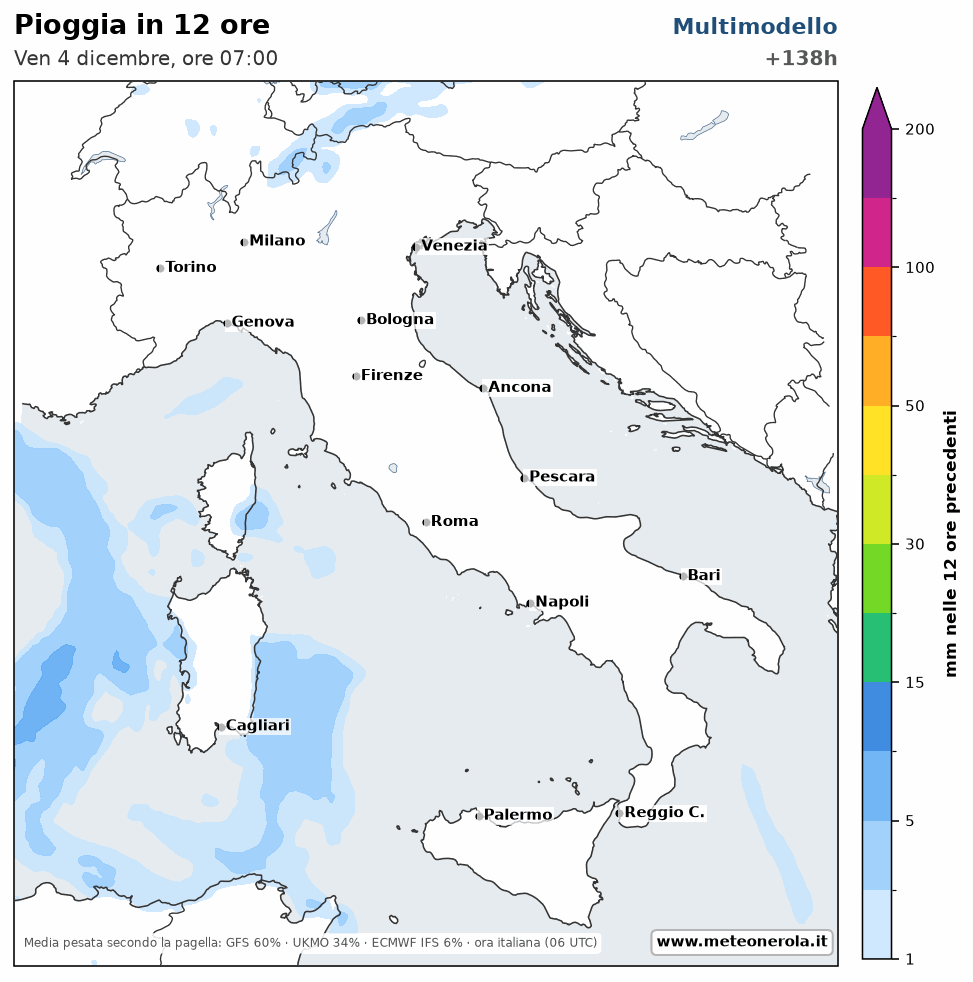 Pioggia in 12 ore
Multimodello
Ven 4 dicembre, ore 07:00
+138h
200
100
50
30
15
5
1
mm nelle 12 ore precedenti
Milano
Venezia
Torino
Genova
Bologna
Firenze
Ancona
Pescara
Roma
Bari
Napoli
Cagliari
Palermo
Reggio C.
Media pesata secondo la pagella: GFS 60% · UKMO 34% · ECMWF IFS 6% · ora italiana (06 UTC)
www.meteonerola.it